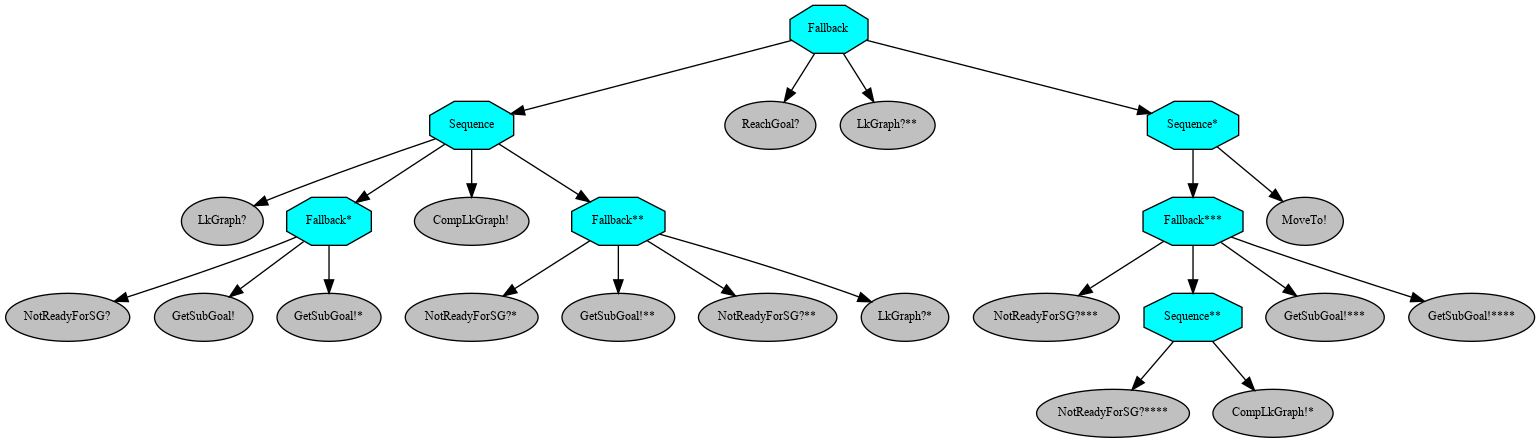 Fallback
Sequence
ReachGoal?
LkGraph?**
Sequence*
LkGraph?
Fallback*
CompLkGraph!
Fallback**
Fallback***
MoveTo!
NotReadyForSG?
GetSubGoal!
GetSubGoal!*
NotReadyForSG?*
GetSubGoal!**
NotReadyForSG?**
LkGraph?*
NotReadyForSG?***
Sequence**
GetSubGoal!***
GetSubGoal!****
NotReadyForSG?****
CompLkGraph!*